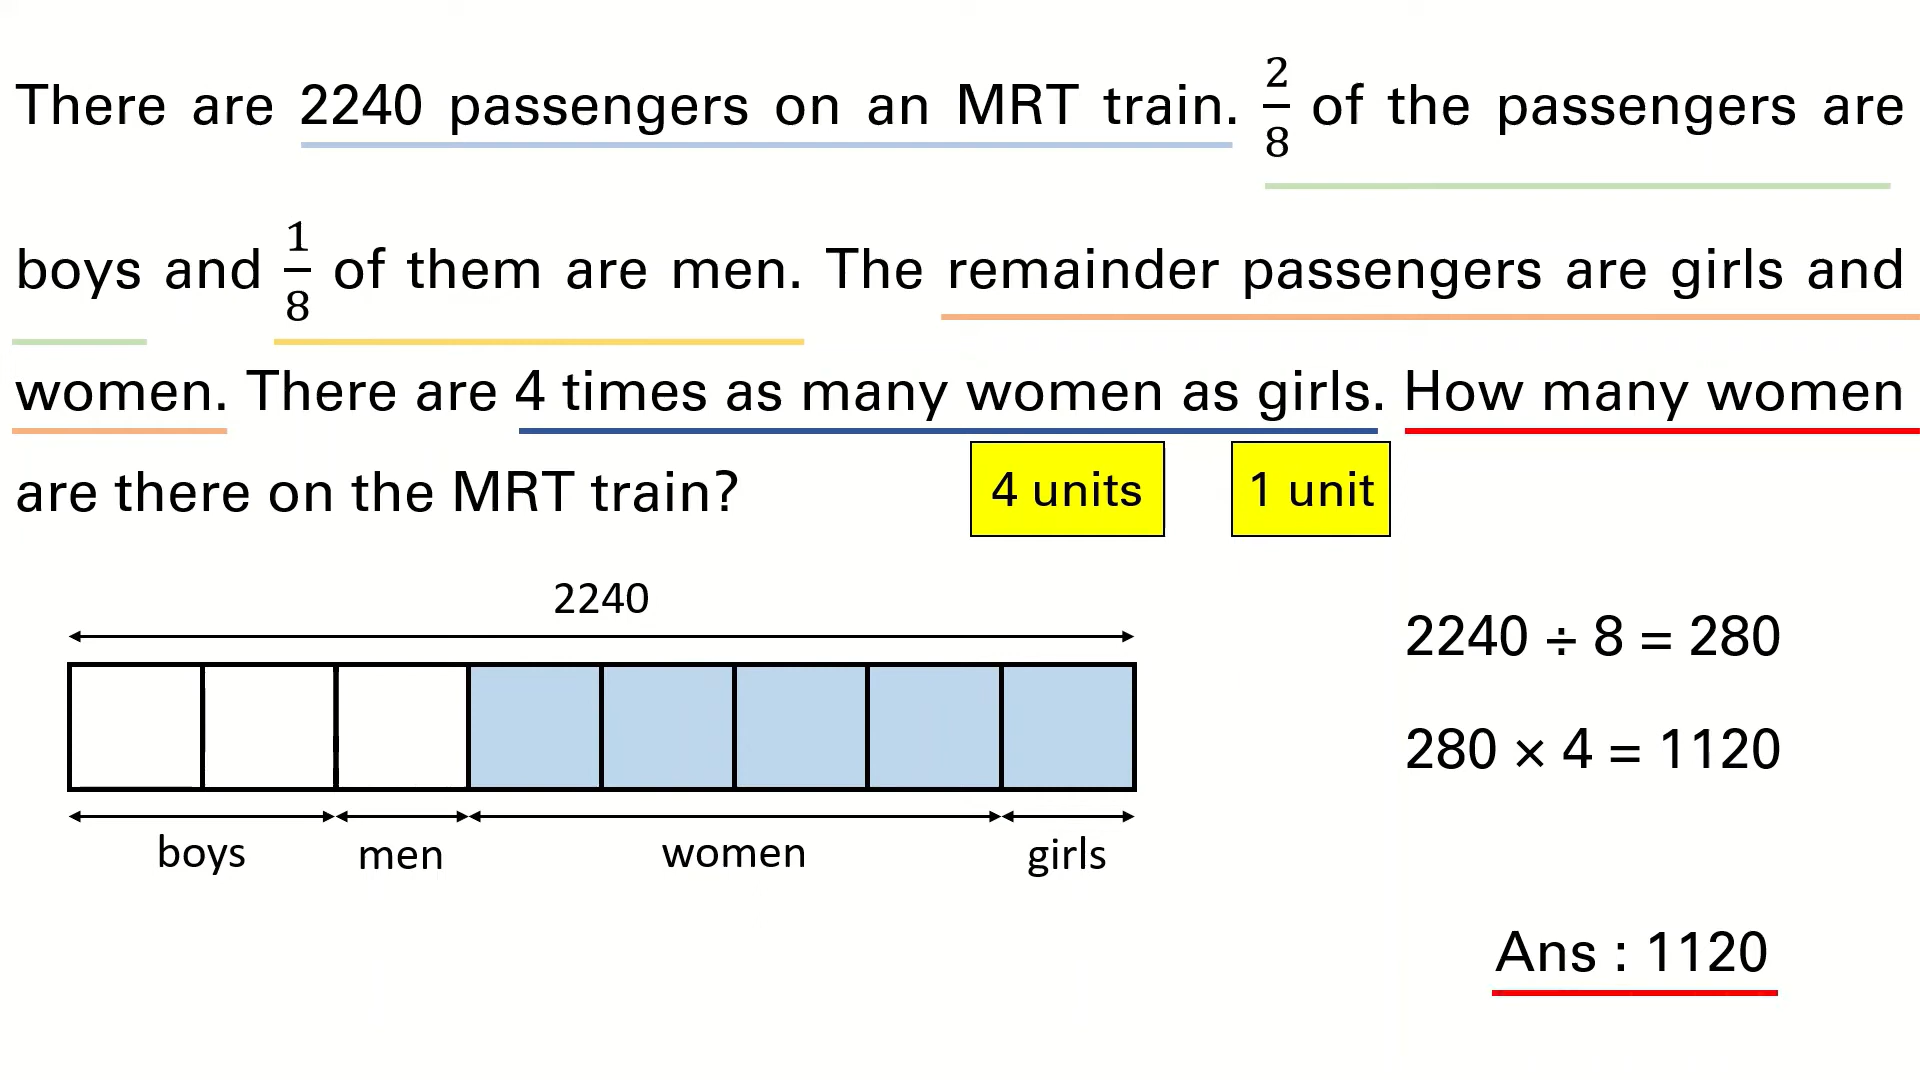 There are 2240 passengers on an MRT train. 2/8 of the passengers are
boys and 1/8 of them are men. The remainder passengers are girls and
women. There are 4 times as many women as girls. How many women
are there on the MRT train?
4 units
1 unit
2240
boys
men
women
girls
2240 ÷ 8 = 280
280 × 4 = 1120
Ans : 1120